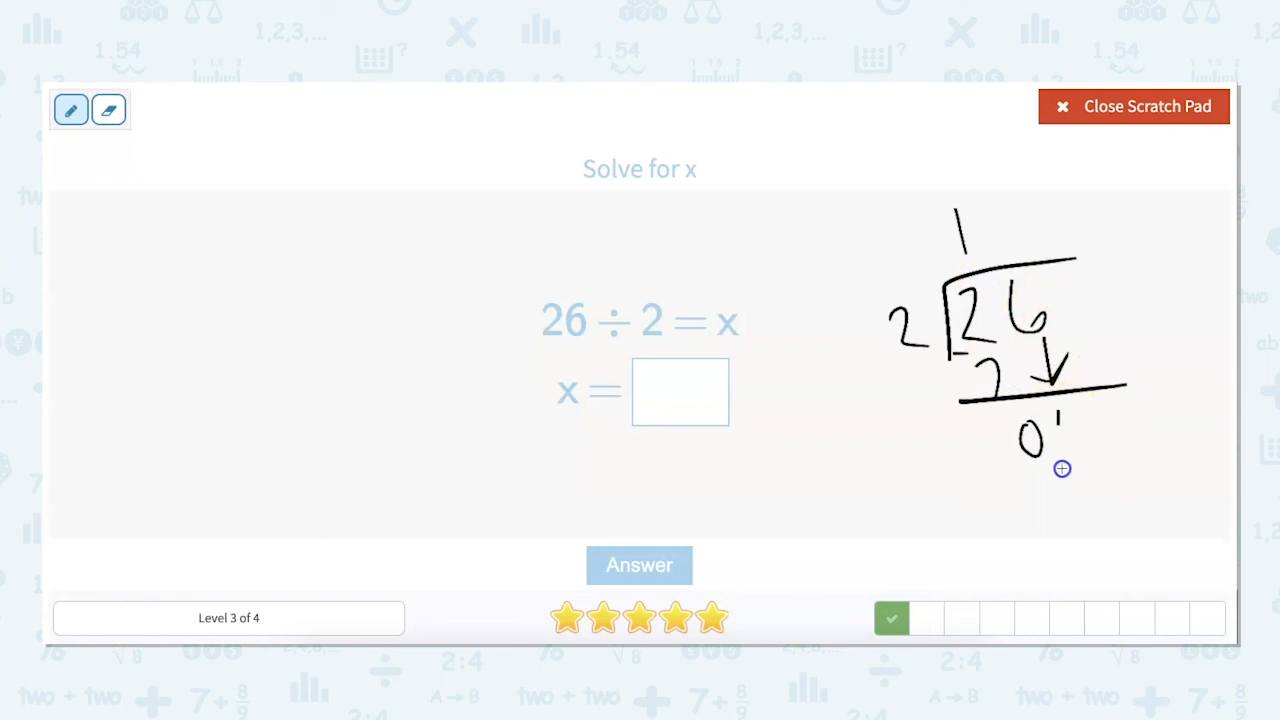 Close Scratch Pad
Solve for x
26 ÷ 2 = x
x =
1
2 26
2
0
Answer
Level 3 of 4